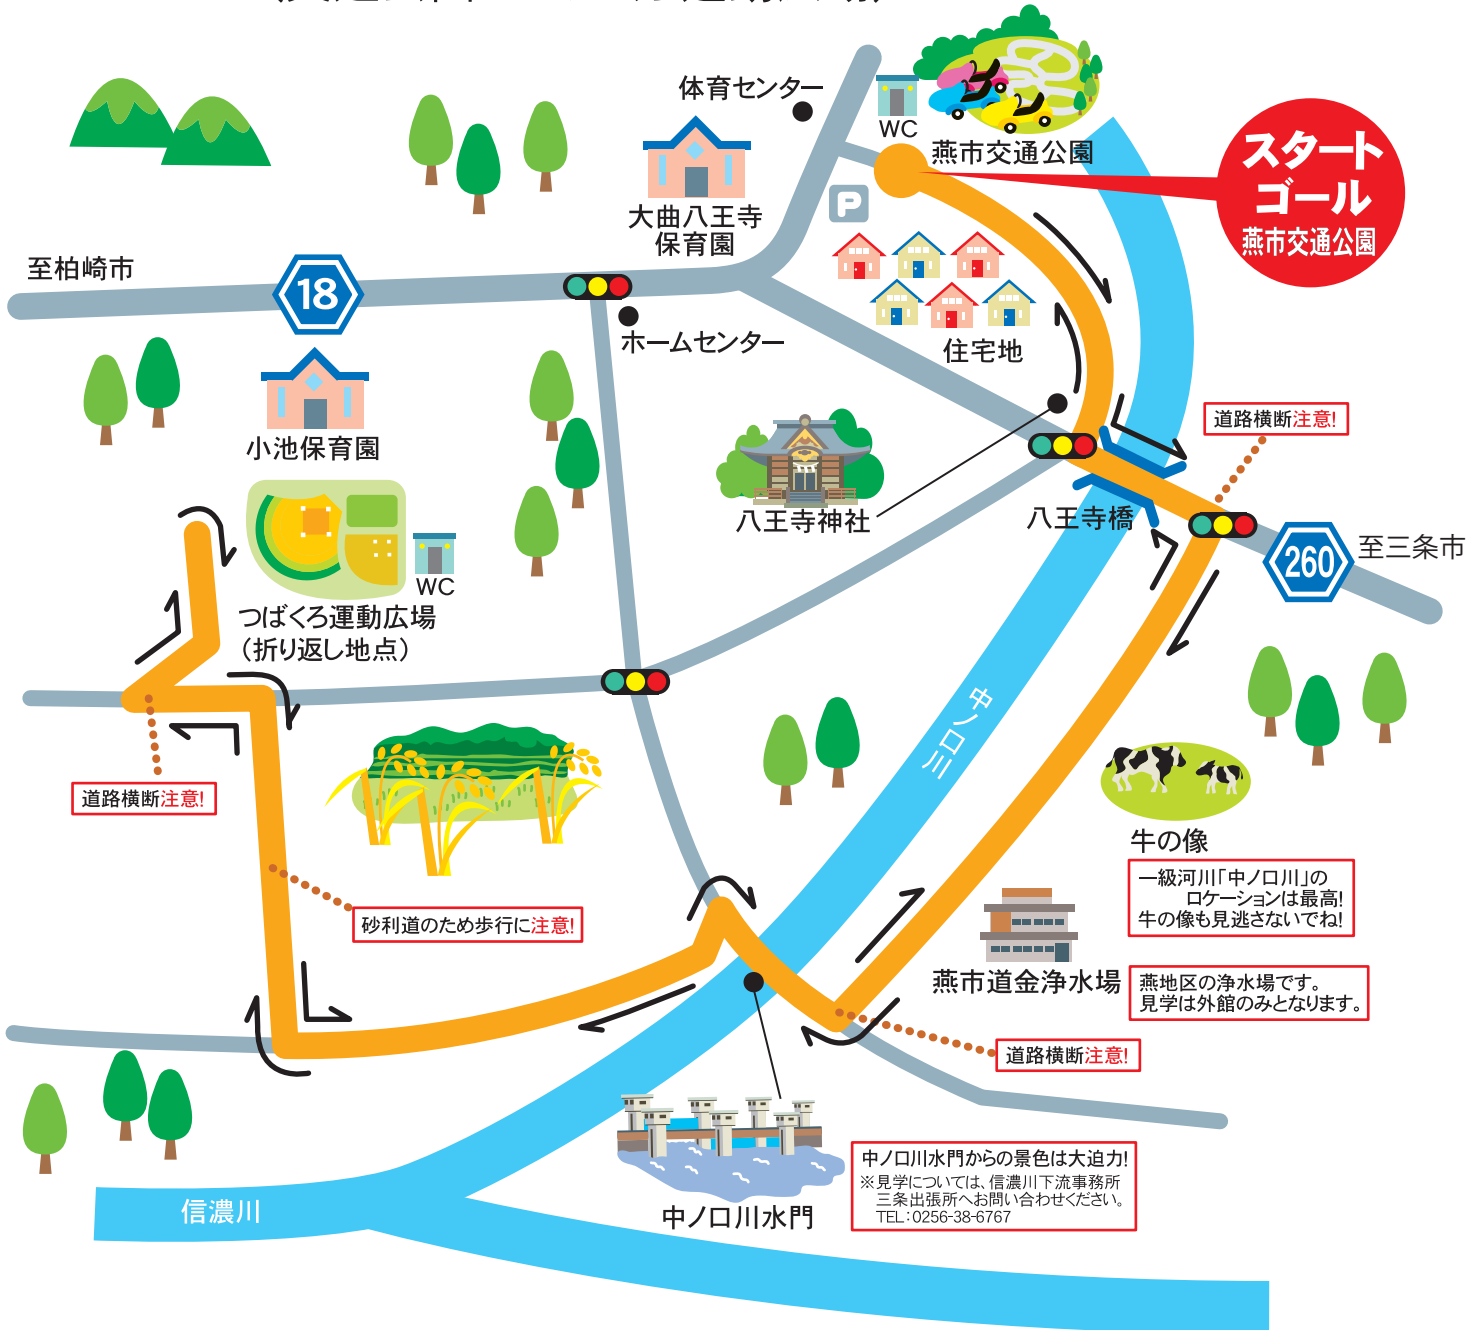 体育センター
WC
燕市交通公園
スタート
ゴール
燕市交通公園
P
大曲八王寺
保育園
至柏崎市
18
ホームセンター
住宅地
小池保育園
道路横断注意!
八王寺神社
八王寺橋
260
至三条市
WC
つばくろ運動広場
（折り返し地点）
中ノ口川
道路横断注意!
牛の像
一級河川「中ノ口川」の
ロケーションは最高!
牛の像も見逃さないでね!
砂利道のため歩行に注意!
燕市道金浄水場
燕地区の浄水場です。
見学は外館のみとなります。
道路横断注意!
中ノ口川水門からの景色は大迫力!
※見学については、信濃川下流事務所
三条出張所へお問い合わせください。
TEL:0256-38-6767
信濃川
中ノ口川水門